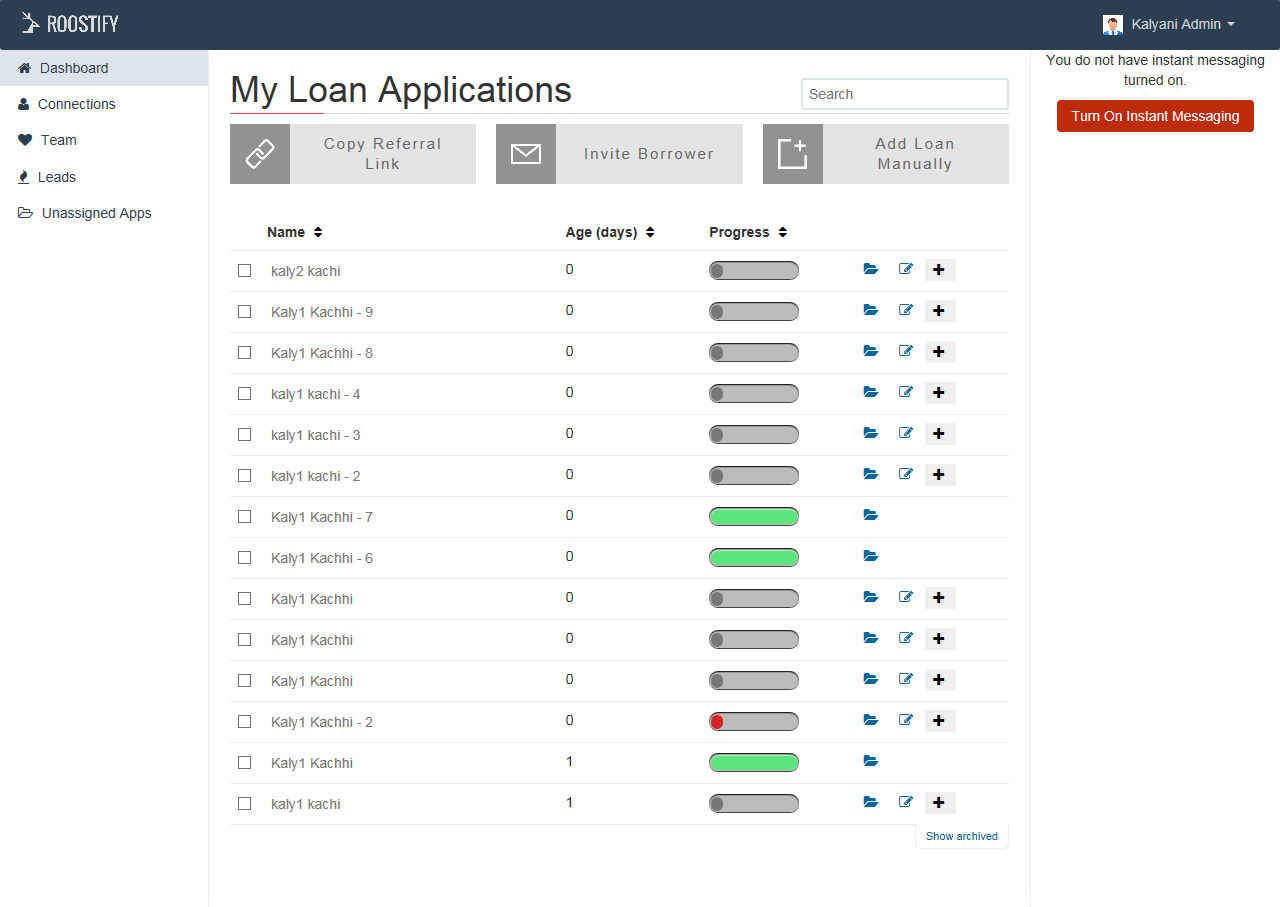 ROOSTIFY
Kalyani Admin
Dashboard
Connections
Team
Leads
Unassigned Apps
My Loan Applications
Search
Copy Referral
Link
Invite Borrower
Add Loan
Manually
Name Age (days) Progress
kaly2 kachi 0
Kaly1 Kachhi - 9 0
Kaly1 Kachhi - 8 0
kaly1 kachi - 4 0
kaly1 kachi - 3 0
kaly1 kachi - 2 0
Kaly1 Kachhi - 7 0
Kaly1 Kachhi - 6 0
Kaly1 Kachhi 0
Kaly1 Kachhi 0
Kaly1 Kachhi 0
Kaly1 Kachhi - 2 0
Kaly1 Kachhi 1
kaly1 kachi 1
Show archived
You do not have instant messaging
turned on.
Turn On Instant Messaging